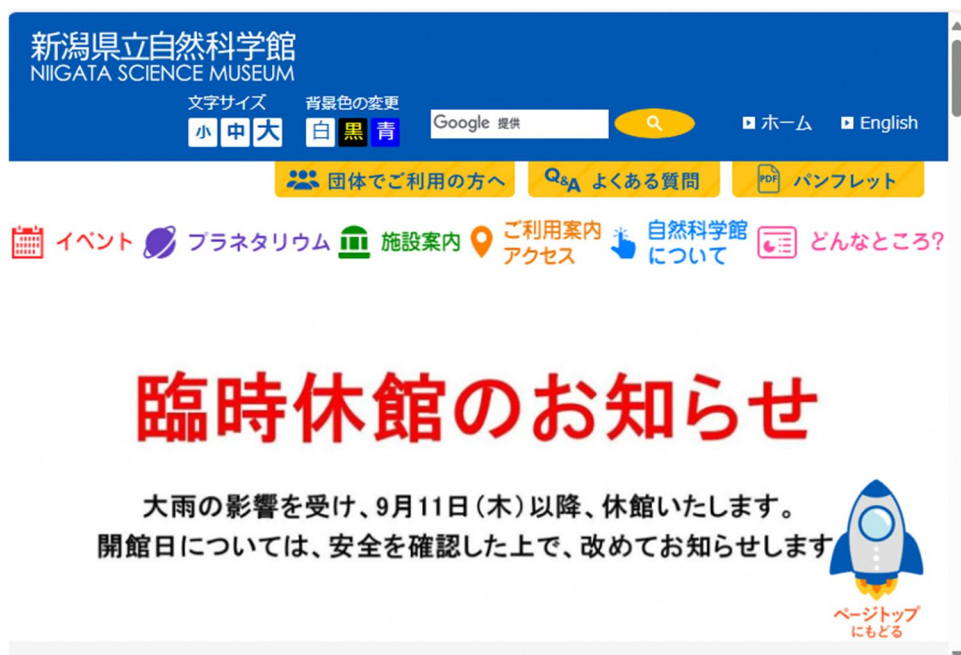 新潟県立自然科学館
NIIGATA SCIENCE MUSEUM
文字サイズ 背景色の変更
小 中 大 白 黒 青 Google 提供 ホーム English
団体でご利用の方へ Q&A よくある質問 PDF パンフレット
イベント プラネタリウム 施設案内 ご利用案内 アクセス 自然科学館 について どんなところ?
臨時休館のお知らせ
大雨の影響を受け、9月11日(木)以降、休館いたします。
開館日については、安全を確認した上で、改めてお知らせします
ページトップ
にもどる